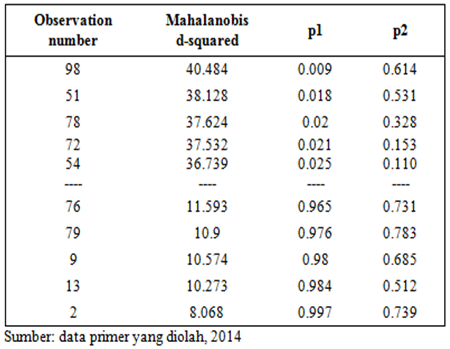 Observation number Mahalanobis d-squared p1 p2
98 40.484 0.009 0.614
51 38.128 0.018 0.531
78 37.624 0.02 0.328
72 37.532 0.021 0.153
54 36.739 0.025 0.110
---- ---- ---- ----
76 11.593 0.965 0.731
79 10.9 0.976 0.783
9 10.574 0.98 0.685
13 10.273 0.984 0.512
2 8.068 0.997 0.739
Sumber: data primer yang diolah, 2014